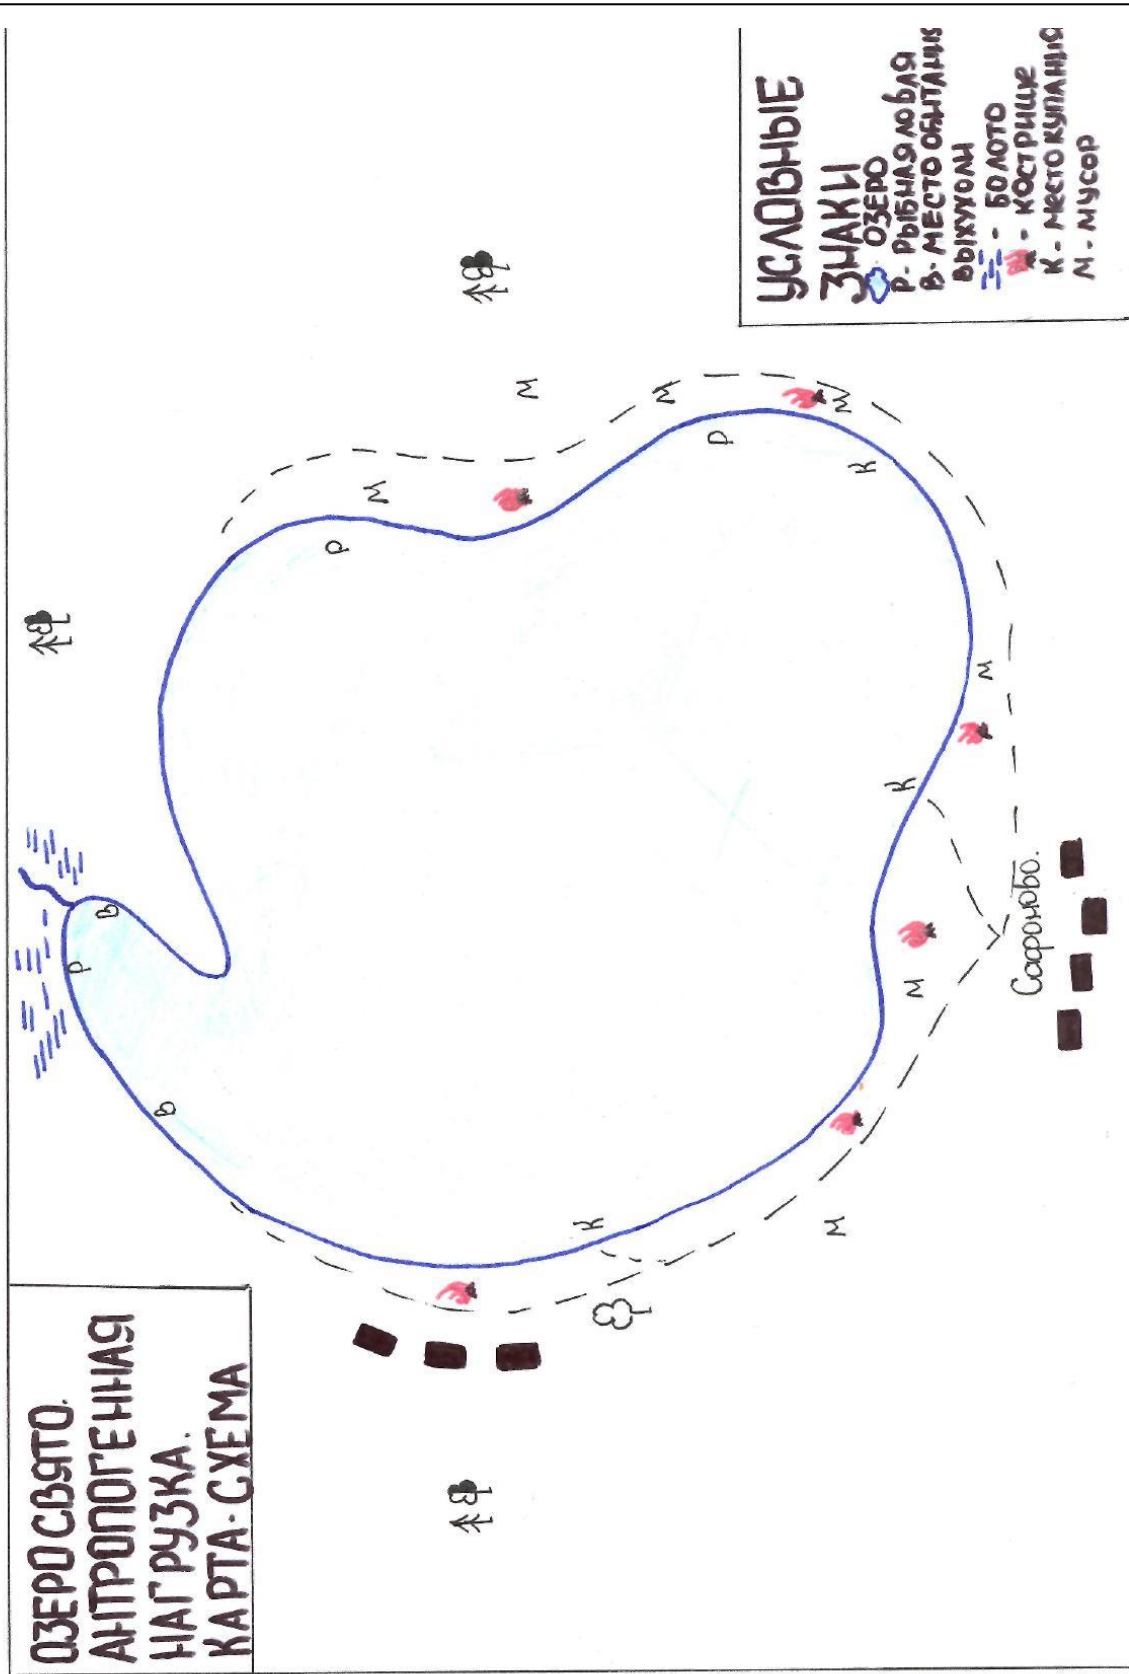 ОЗЕРО СВЯТО.
АНТРОПОГЕННАЯ
НАГРУЗКА.
КАРТА-СХЕМА
Р
В
В
Р
М
М
К
М
Р
М
М
К
К
М
М
Сафоново.
УСЛОВНЫЕ
ЗНАКИ
- ОЗЕРО
Р- РЫБНАЯ ЛОВЛЯ
В- МЕСТО ОБИТАНИЯ
ВЫХУХОЛИ
- БОЛОТО
- КОСТРИЩЕ
К - МЕСТО КУПАНИЯ
М - МУСОР